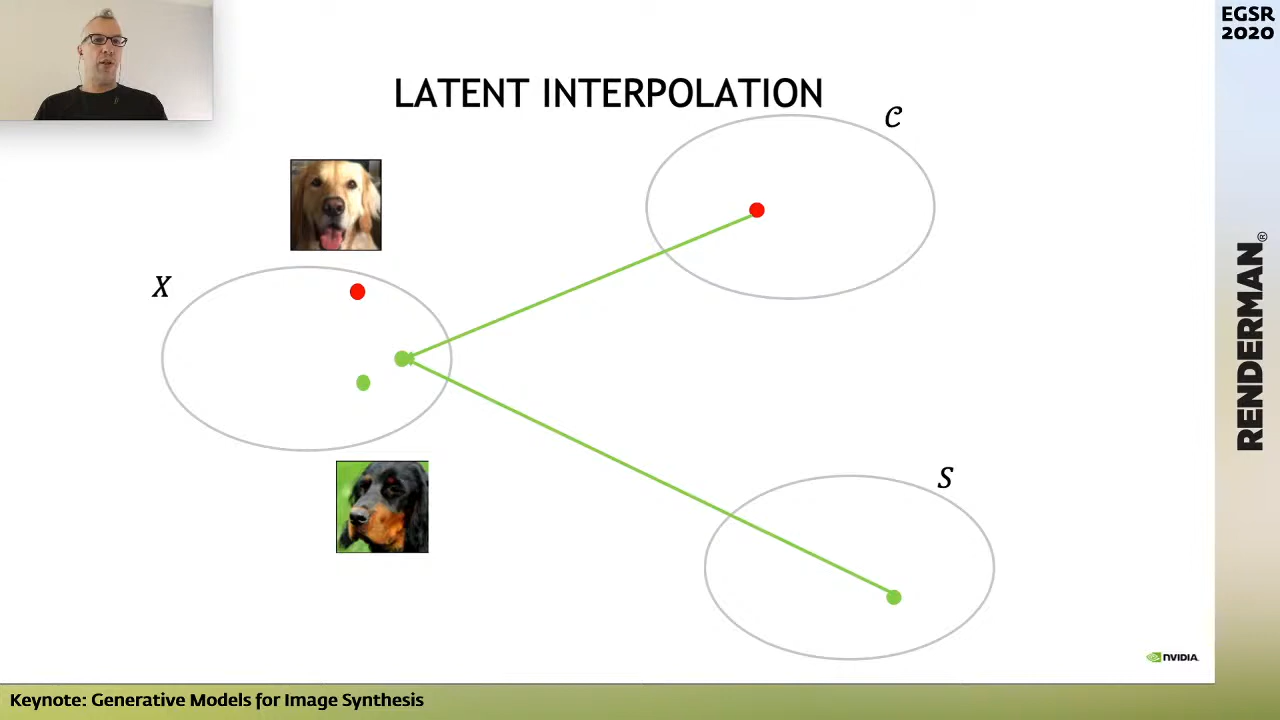 EGSR
2020
LATENT INTERPOLATION
𝒞
X
S
RENDERMAN®
NVIDIA.
Keynote: Generative Models for Image Synthesis